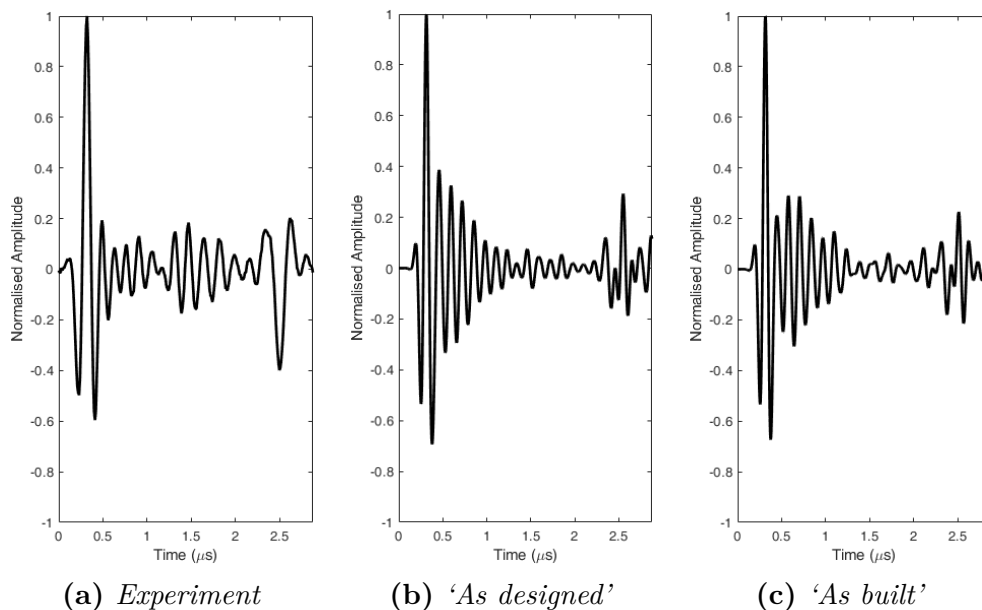 Normalised Amplitude
1
0.8
0.6
0.4
0.2
0
-0.2
-0.4
-0.6
-0.8
-1
0 0.5 1 1.5 2 2.5
Time (μs)
(a) Experiment
Normalised Amplitude
1
0.8
0.6
0.4
0.2
0
-0.2
-0.4
-0.6
-0.8
-1
0 0.5 1 1.5 2 2.5
Time (μs)
(b) ‘As designed’
Normalised Amplitude
1
0.8
0.6
0.4
0.2
0
-0.2
-0.4
-0.6
-0.8
-1
0 0.5 1 1.5 2 2.5
Time (μs)
(c) ‘As built’